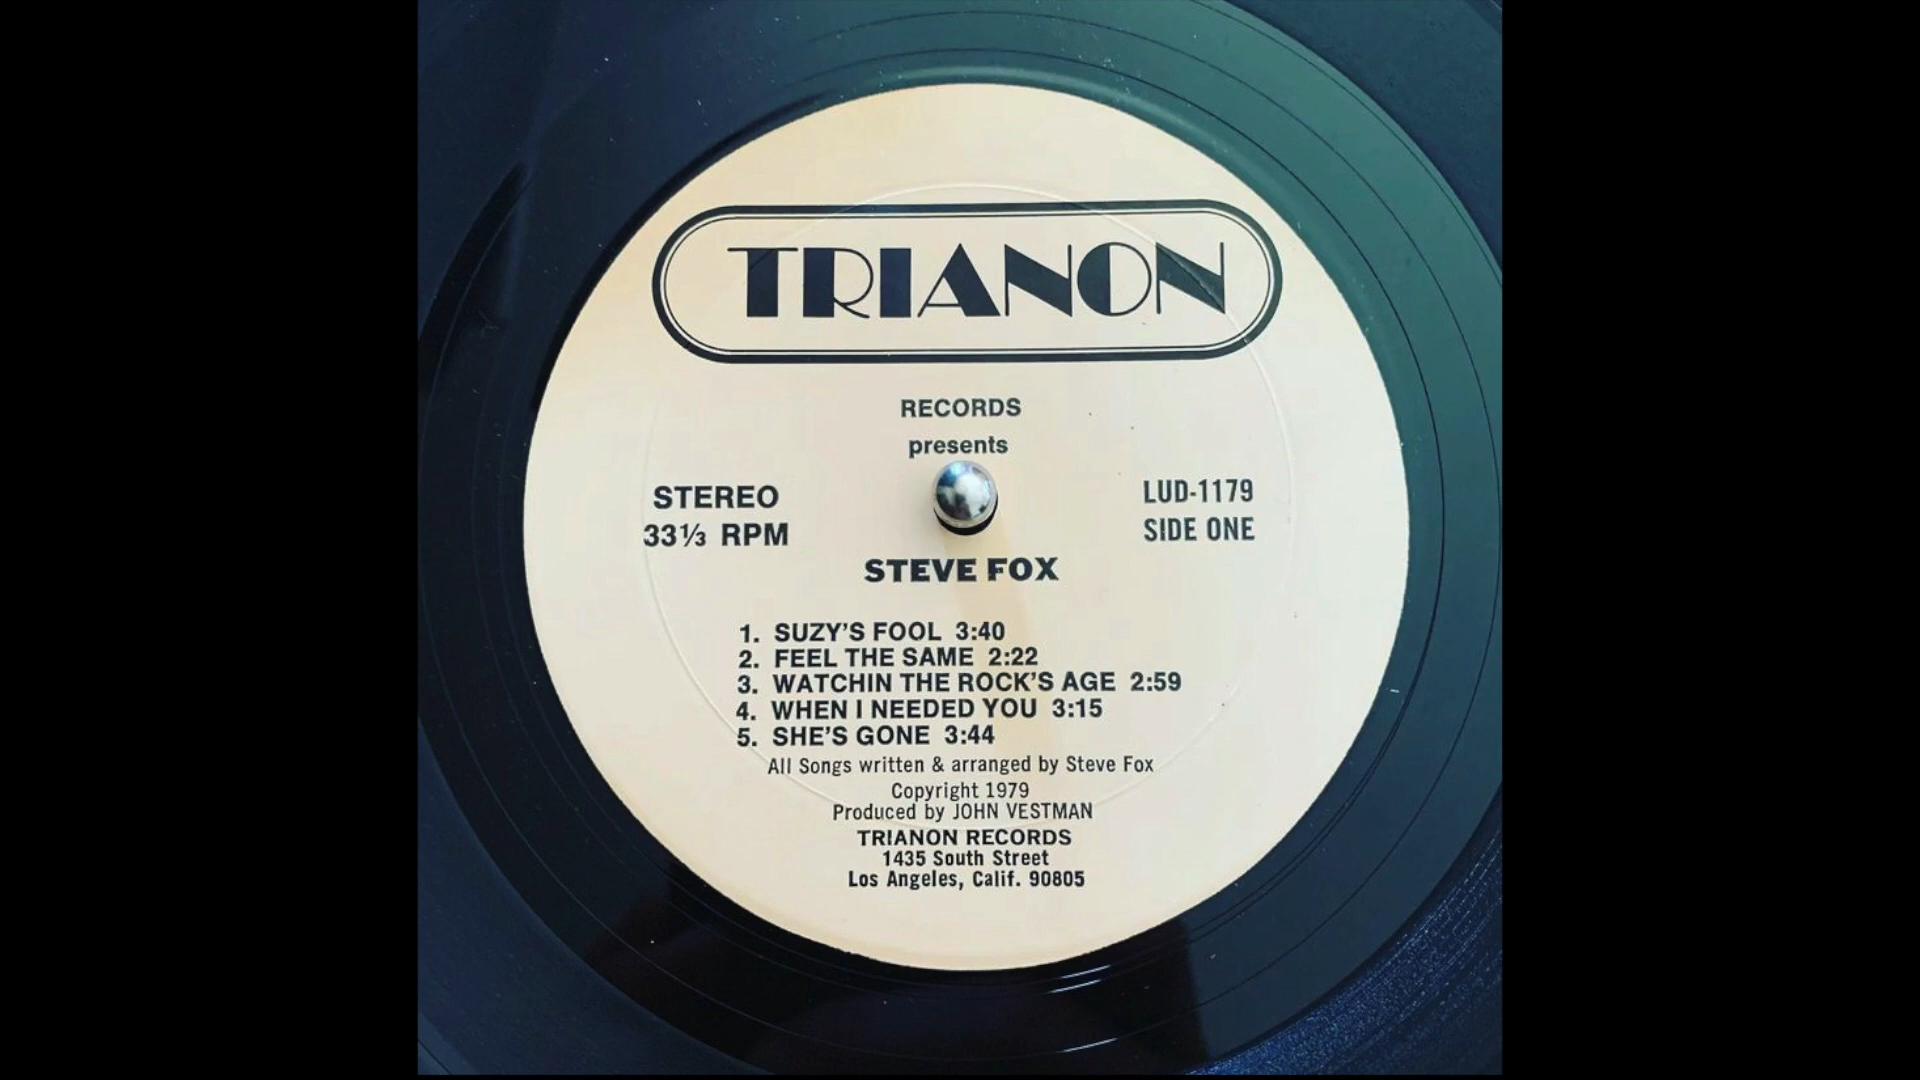 TRIANON
RECORDS
presents
STEREO
33⅓ RPM
LUD-1179
SIDE ONE
STEVE FOX
1. SUZY'S FOOL 3:40
2. FEEL THE SAME 2:22
3. WATCHIN THE ROCK'S AGE 2:59
4. WHEN I NEEDED YOU 3:15
5. SHE'S GONE 3:44
All Songs written & arranged by Steve Fox
Copyright 1979
Produced by JOHN VESTMAN
TRIANON RECORDS
1435 South Street
Los Angeles, Calif. 90805